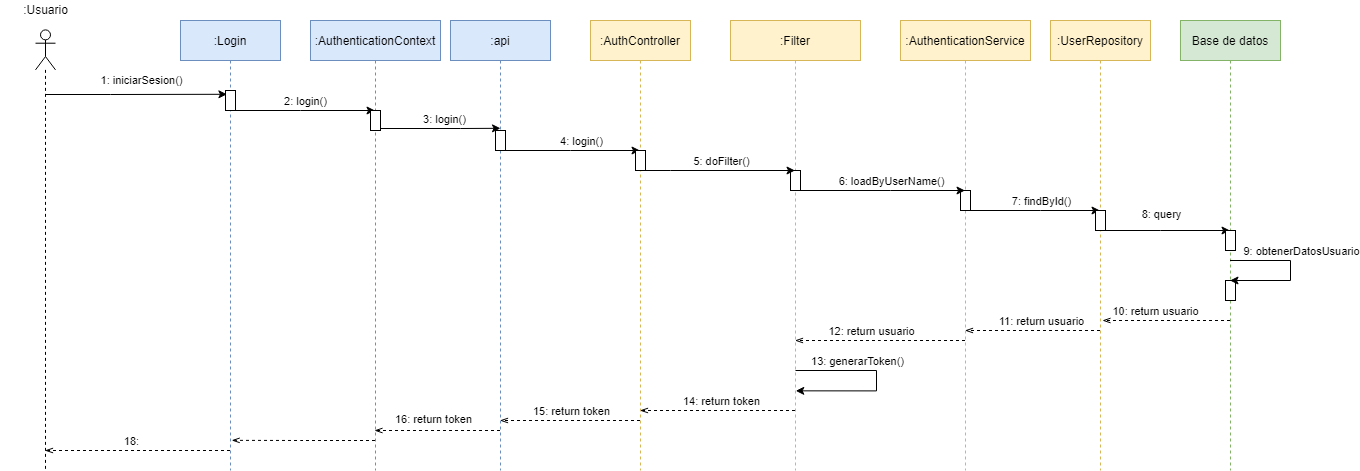 :Usuario
:Login
:AuthenticationContext
:api
:AuthController
:Filter
:AuthenticationService
:UserRepository
Base de datos
1: iniciarSesion()
2: login()
3: login()
4: login()
5: doFilter()
6: loadByUserName()
7: findById()
8: query
9: obtenerDatosUsuario
10: return usuario
11: return usuario
12: return usuario
13: generarToken()
14: return token
15: return token
16: return token
18: